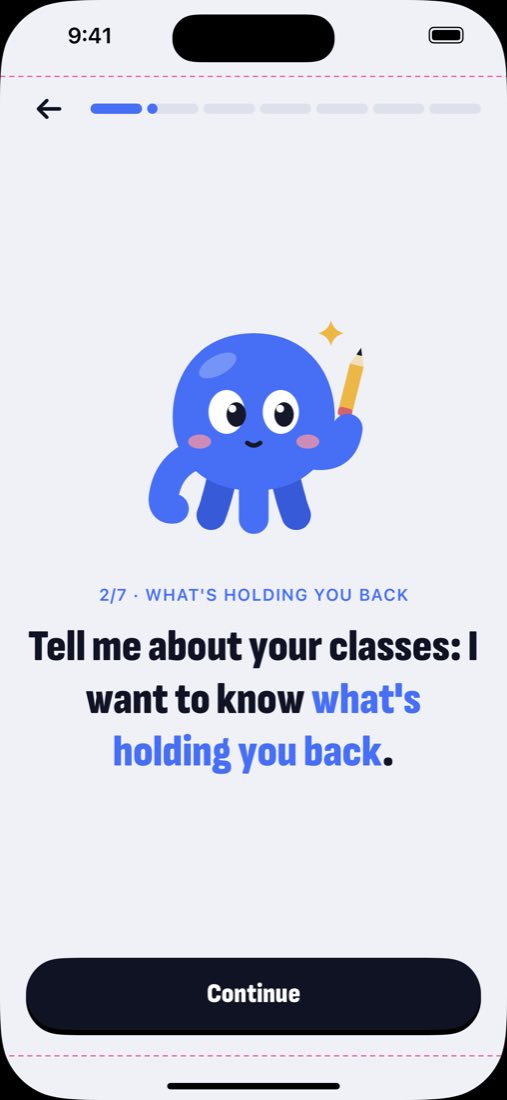 9:41
2/7 · WHAT'S HOLDING YOU BACK
Tell me about your classes: I
want to know what's
holding you back.
Continue